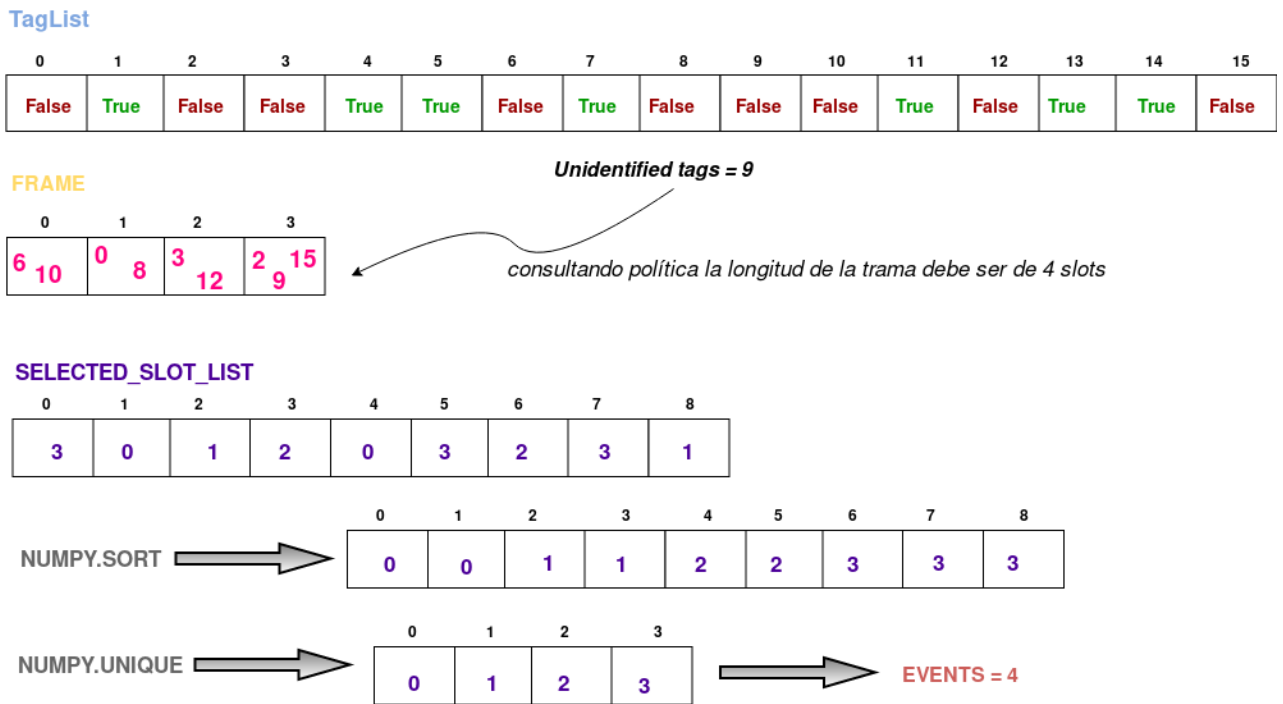 TagList
0 1 2 3 4 5 6 7 8 9 10 11 12 13 14 15
False True False False True True False True False False False True False True True False
Unidentified tags = 9
FRAME
0 1 2 3
6 10 0 8 3 12 2 9 15
consultando política la longitud de la trama debe ser de 4 slots
SELECTED_SLOT_LIST
0 1 2 3 4 5 6 7 8
3 0 1 2 0 3 2 3 1
0 1 2 3 4 5 6 7 8
NUMPY.SORT 0 0 1 1 2 2 3 3 3
0 1 2 3
NUMPY.UNIQUE 0 1 2 3 EVENTS = 4